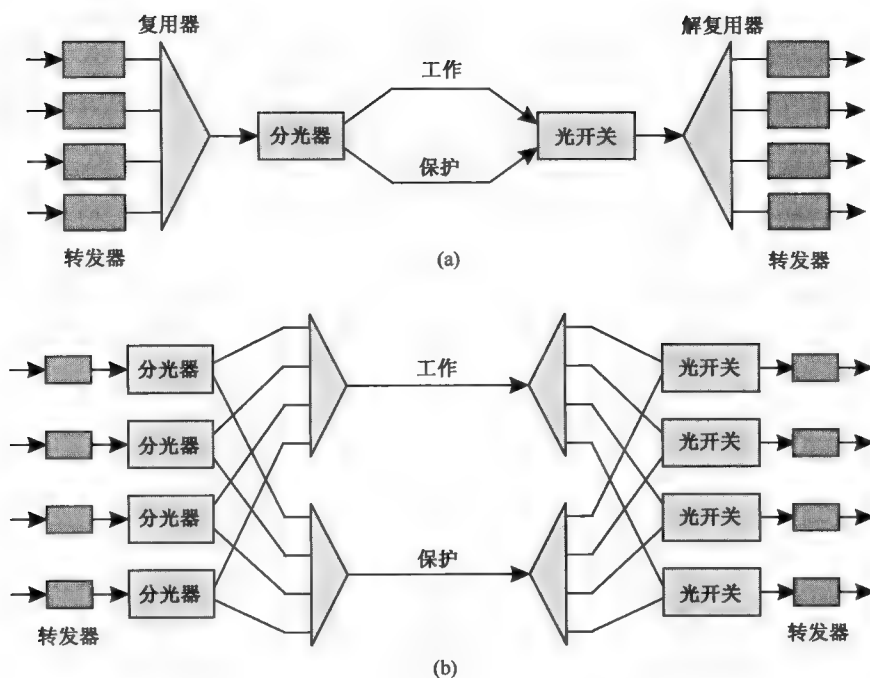 复用器
解复用器
工作
分光器
光开关
保护
转发器
转发器
(a)
分光器
工作
光开关
分光器
光开关
分光器
光开关
保护
分光器
光开关
转发器
转发器
(b)